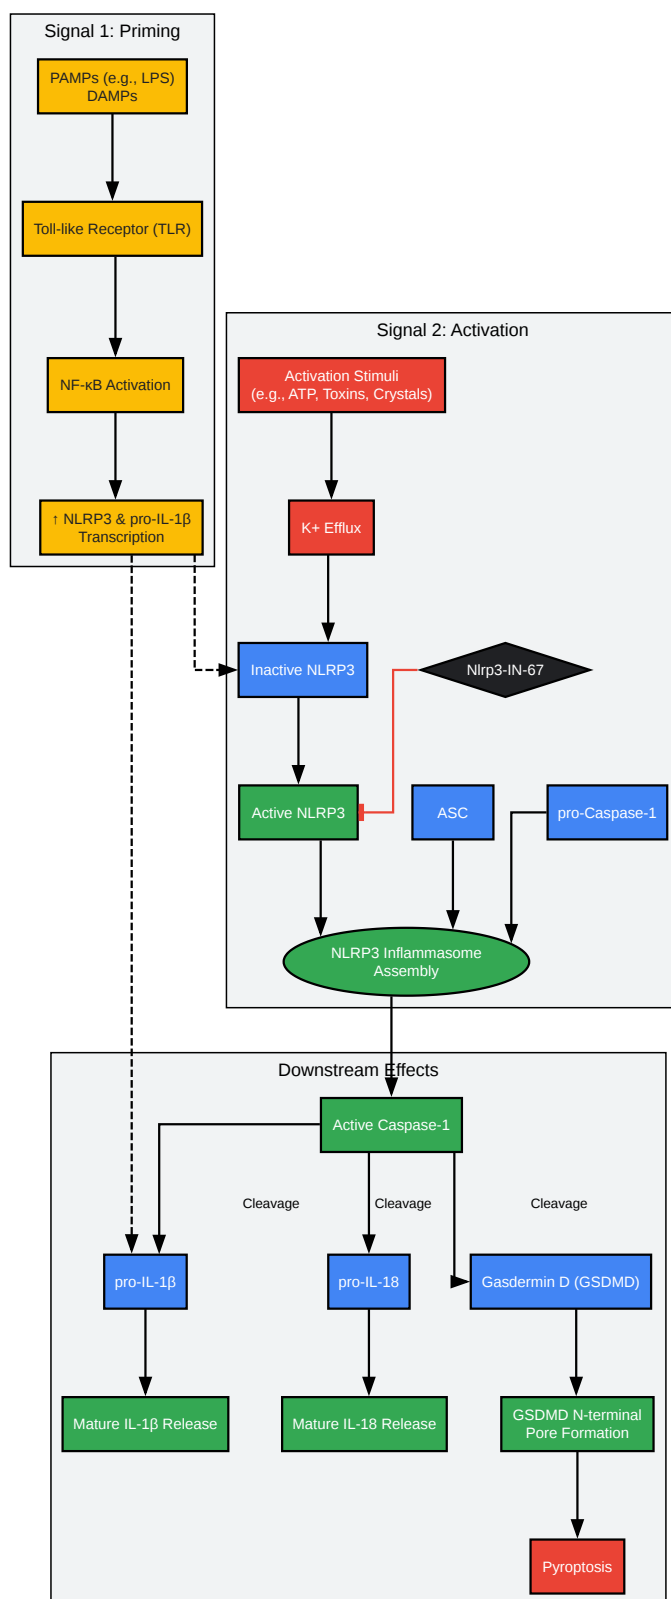 Signal 1: Priming
PAMPs (e.g., LPS)
DAMPs
Toll-like Receptor (TLR)
NF-κB Activation
↑ NLRP3 & pro-IL-1β
Transcription
Signal 2: Activation
Activation Stimuli
(e.g., ATP, Toxins, Crystals)
K+ Efflux
Inactive NLRP3
Nlrp3-IN-67
Active NLRP3
ASC
pro-Caspase-1
NLRP3 Inflammasome
Assembly
Downstream Effects
Active Caspase-1
Cleavage
Cleavage
Cleavage
pro-IL-1β
pro-IL-18
Gasdermin D (GSDMD)
Mature IL-1β Release
Mature IL-18 Release
GSDMD N-terminal
Pore Formation
Pyroptosis